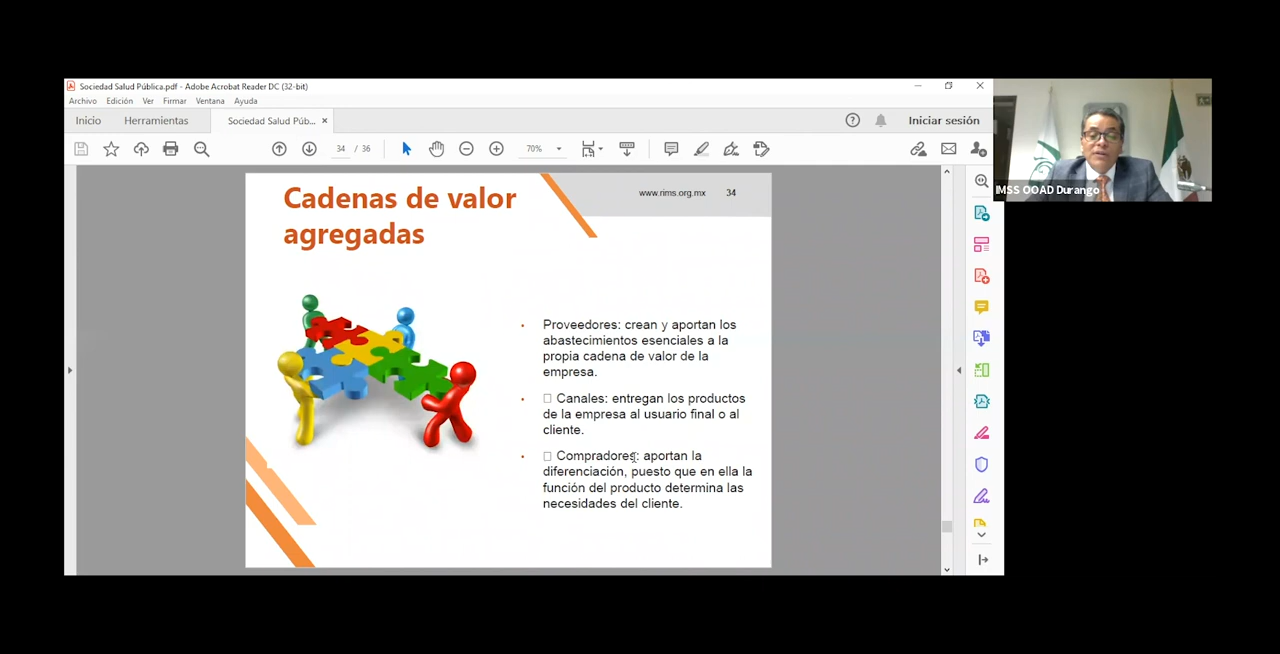 Sociedad Salud Pública.pdf - Adobe Acrobat Reader DC (32-bit)
Archivo Edición Ver Firmar Ventana Ayuda
Inicio Herramientas Sociedad Salud Púb... × Iniciar sesión
34 / 36 70%
Cadenas de valor
agregadas
www.rims.org.mx 34
• Proveedores: crean y aportan los
abastecimientos esenciales a la
propia cadena de valor de la
empresa.
• □ Canales: entregan los productos
de la empresa al usuario final o al
cliente.
• □ Compradores: aportan la
diferenciación, puesto que en ella la
función del producto determina las
necesidades del cliente.
IMSS OOAD Durango